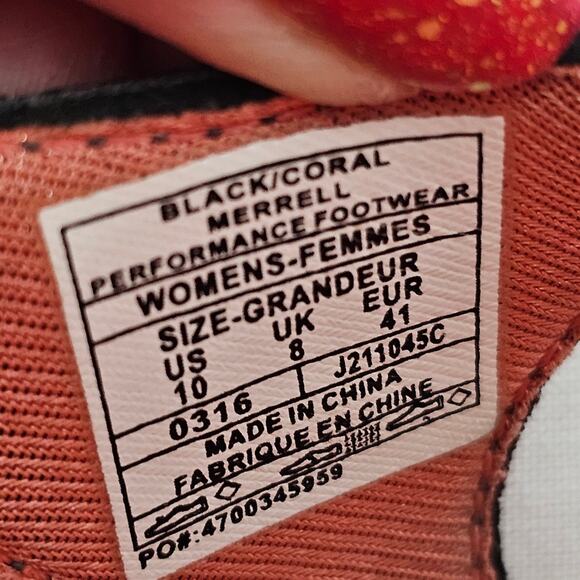 BLACK/CORAL
MERRELL
PERFORMANCE FOOTWEAR
WOMENS-FEMMES
SIZE-GRANDEUR
US UK EUR
10 8 41
0316 J211045C
MADE IN CHINA
FABRIQUE EN CHINE
PO#:4700345959